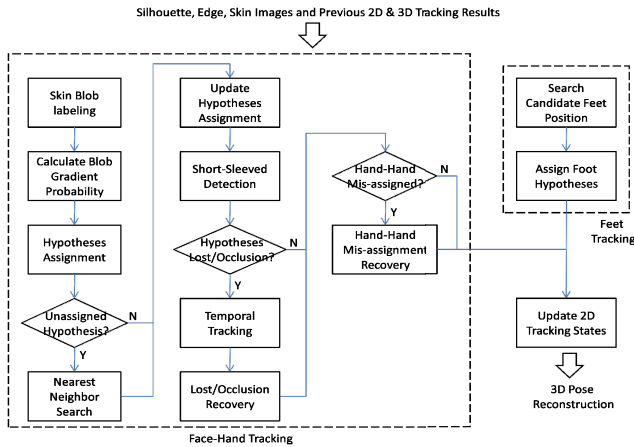 Silhouette, Edge, Skin Images and Previous 2D & 3D Tracking Results
Skin Blob
labeling
Calculate Blob
Gradient
Probability
Hypotheses
Assignment
Unassigned
Hypothesis?
N
Y
Nearest
Neighbor
Search
Update
Hypotheses
Assignment
Short-Sleeved
Detection
Hypotheses
Lost/Occlusion?
N
Y
Temporal
Tracking
Lost/Occlusion
Recovery
Hand-Hand
Mis-assigned?
N
Y
Hand-Hand
Mis-assignment
Recovery
Face-Hand Tracking
Search
Candidate Feet
Position
Assign Foot
Hypotheses
Feet
Tracking
Update 2D
Tracking States
3D Pose
Reconstruction